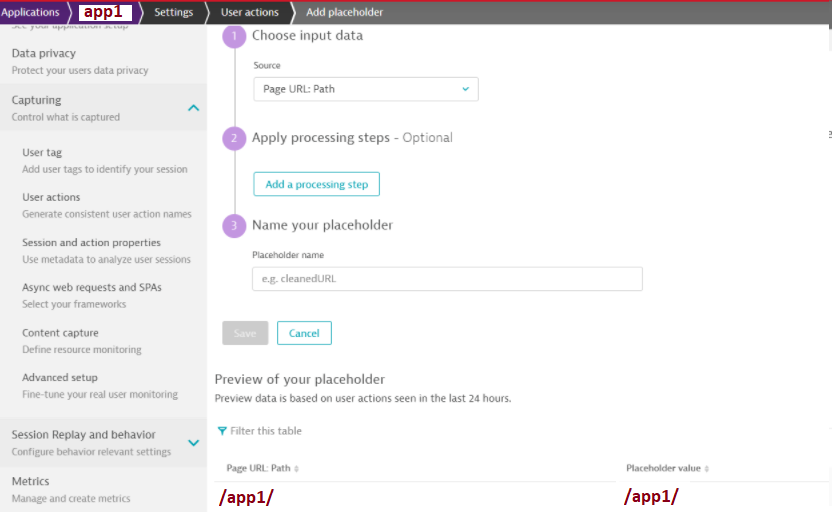 Applications app1 Settings User actions Add placeholder
See your application setup
Data privacy
Protect your users data privacy
Capturing
Control what is captured
User tag
Add user tags to identify your session
User actions
Generate consistent user action names
Session and action properties
Use metadata to analyze user sessions
Async web requests and SPAs
Select your frameworks
Content capture
Define resource monitoring
Advanced setup
Fine-tune your real user monitoring
Session Replay and behavior
Configure behavior relevant settings
Metrics
Manage and create metrics
1 Choose input data
Source
Page URL: Path
2 Apply processing steps - Optional
Add a processing step
3 Name your placeholder
Placeholder name
e.g. cleanedURL
Save Cancel
Preview of your placeholder
Preview data is based on user actions seen in the last 24 hours.
Filter this table
Page URL: Path Placeholder value
/app1/ /app1/